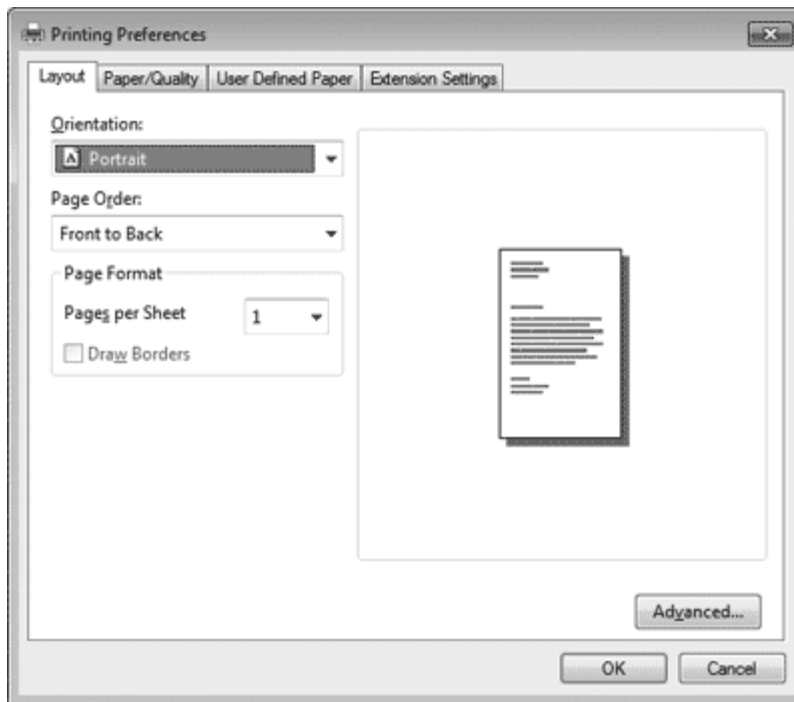 Printing Preferences
Layout Paper/Quality User Defined Paper Extension Settings
Orientation:
Portrait
Page Order:
Front to Back
Page Format
Pages per Sheet 1
Draw Borders
Advanced...
OK Cancel